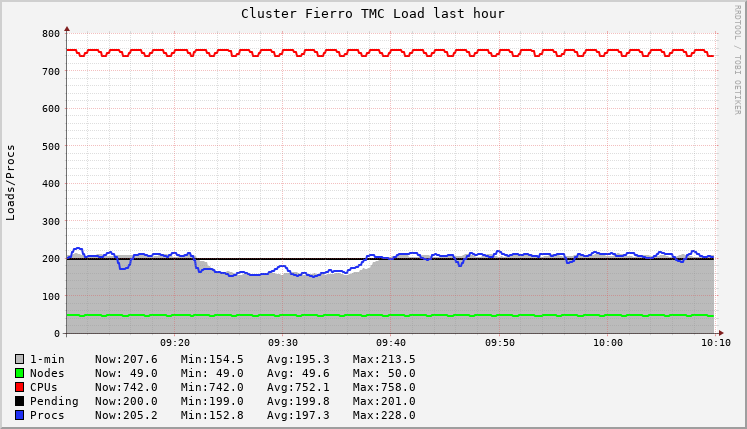 Cluster Fierro TMC Load last hour
RRDTOOL / TOBI OETIKER
Loads/Procs
800
700
600
500
400
300
200
100
0
09:20 09:30 09:40 09:50 10:00 10:10
1-min Now:207.6 Min:154.5 Avg:195.3 Max:213.5
Nodes Now: 49.0 Min: 49.0 Avg: 49.6 Max: 50.0
CPUs Now:742.0 Min:742.0 Avg:752.1 Max:758.0
Pending Now:200.0 Min:199.0 Avg:199.8 Max:201.0
Procs Now:205.2 Min:152.8 Avg:197.3 Max:228.0